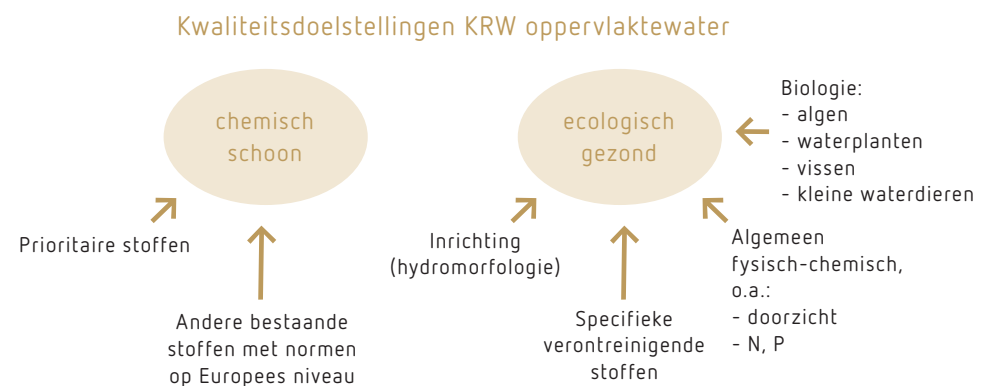 Kwaliteitsdoelstellingen KRW oppervlaktewater
chemisch
schoon
Prioritaire stoffen
Andere bestaande
stoffen met normen
op Europees niveau
ecologisch
gezond
Inrichting
(hydromorfologie)
Specifieke
verontreinigende
stoffen
Biologie:
- algen
- waterplanten
- vissen
- kleine waterdieren
Algemeen
fysisch-chemisch,
o.a.:
- doorzicht
- N, P